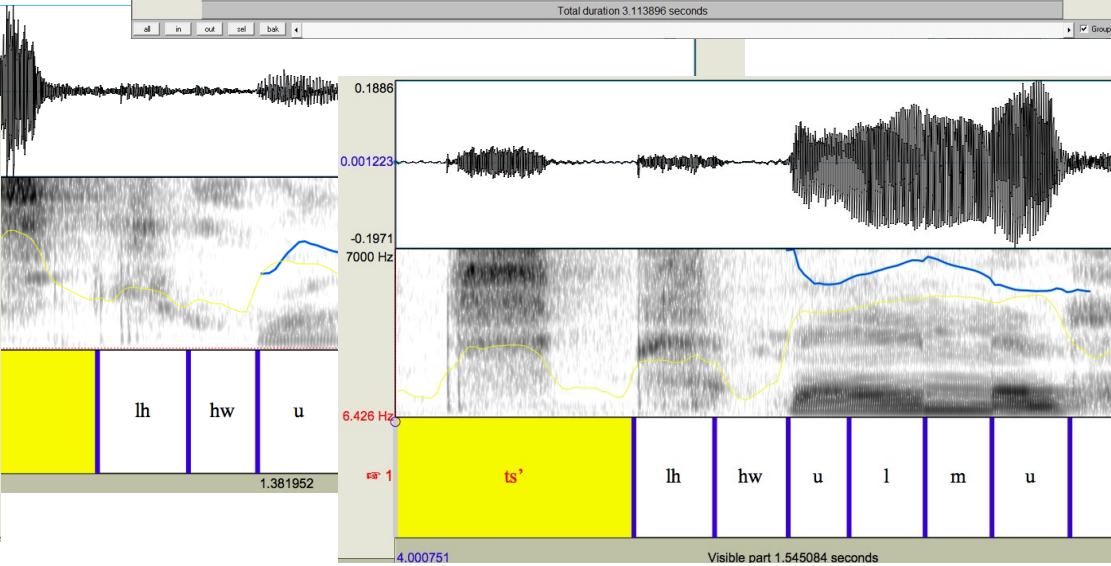 Total duration 3.113896 seconds
all in out sel bak Group
0.1886
0.001223
-0.1971
7000 Hz
6.426 Hz
lh hw u
1.381952
☞ 1 ts’ lh hw u l m u
4.000751 Visible part 1.545084 seconds